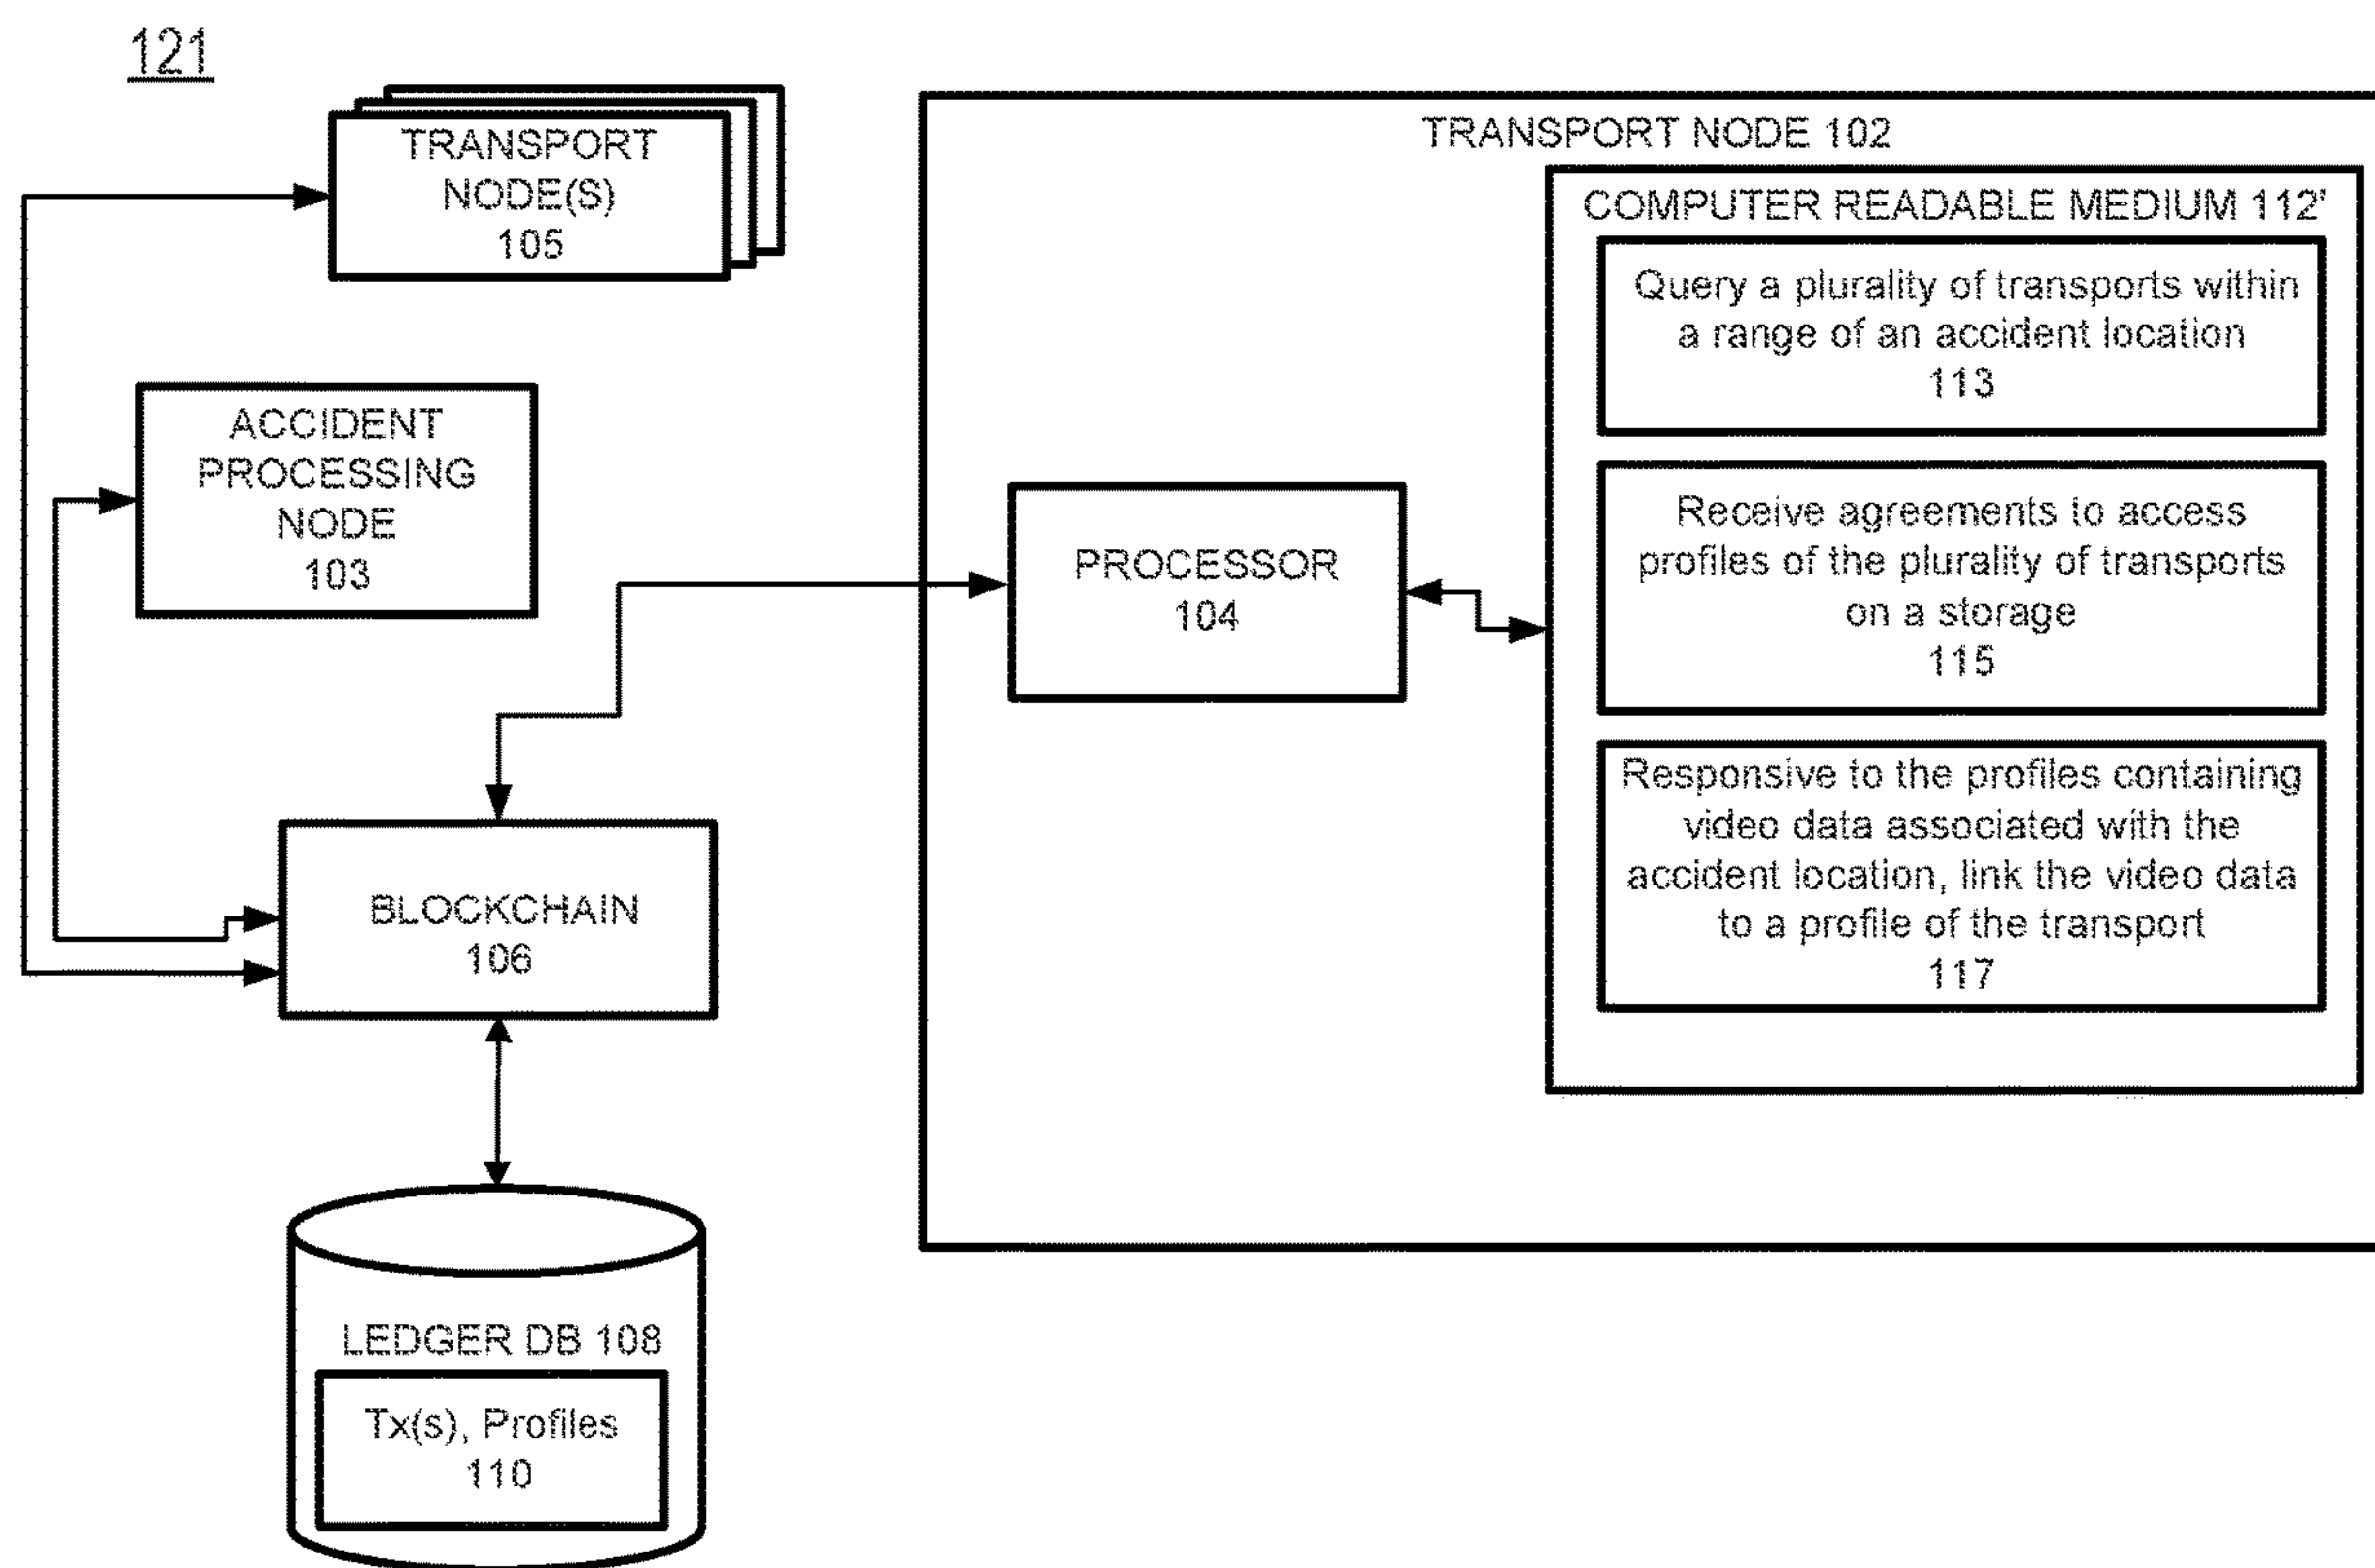 121
TRANSPORT
NODE(S)
105
ACCIDENT
PROCESSING
NODE
103
BLOCKCHAIN
106
LEDGER DB 108
Tx(s), Profiles
110
TRANSPORT NODE 102
PROCESSOR
104
COMPUTER READABLE MEDIUM 112'
Query a plurality of transports within
a range of an accident location
113
Receive agreements to access
profiles of the plurality of transports
on a storage
115
Responsive to the profiles containing
video data associated with the
accident location, link the video data
to a profile of the transport
117